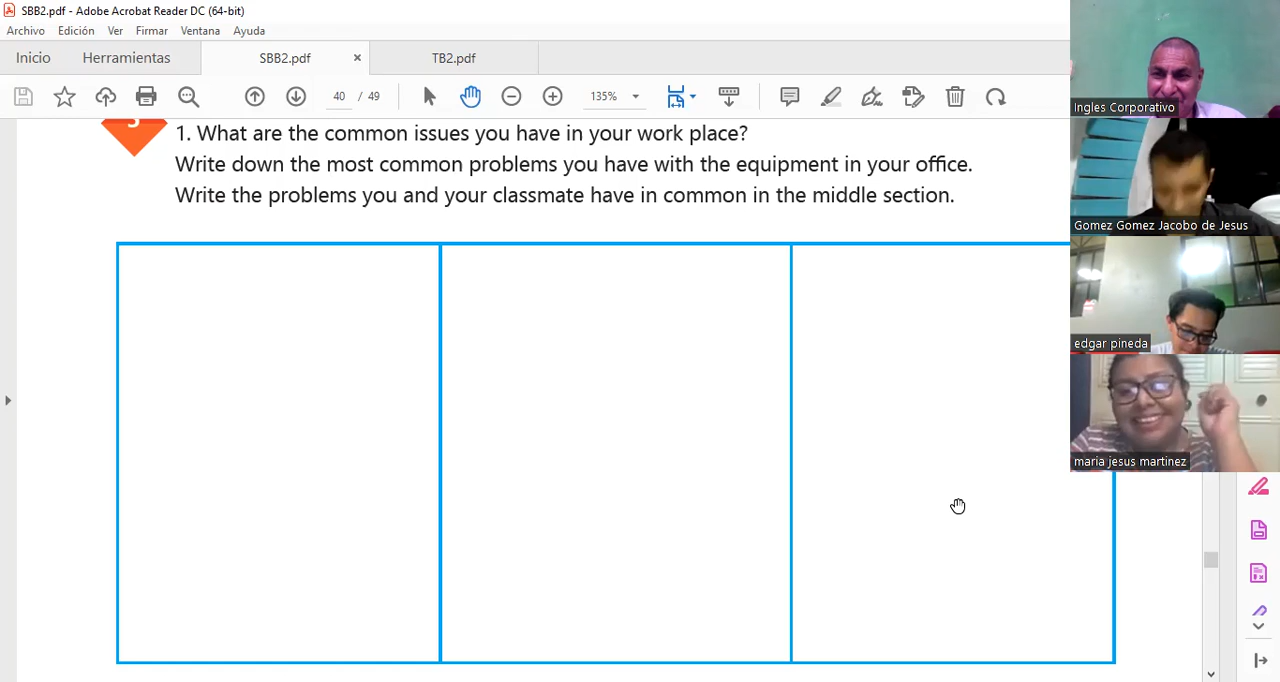 SBB2.pdf - Adobe Acrobat Reader DC (64-bit)
Archivo Edición Ver Firmar Ventana Ayuda
Inicio Herramientas SBB2.pdf × TB2.pdf
40 / 49 135%
1. What are the common issues you have in your work place?
Write down the most common problems you have with the equipment in your office.
Write the problems you and your classmate have in common in the middle section.
Ingles Corporativo
Gomez Gomez Jacobo de Jesus
edgar pineda
maria jesus martinez